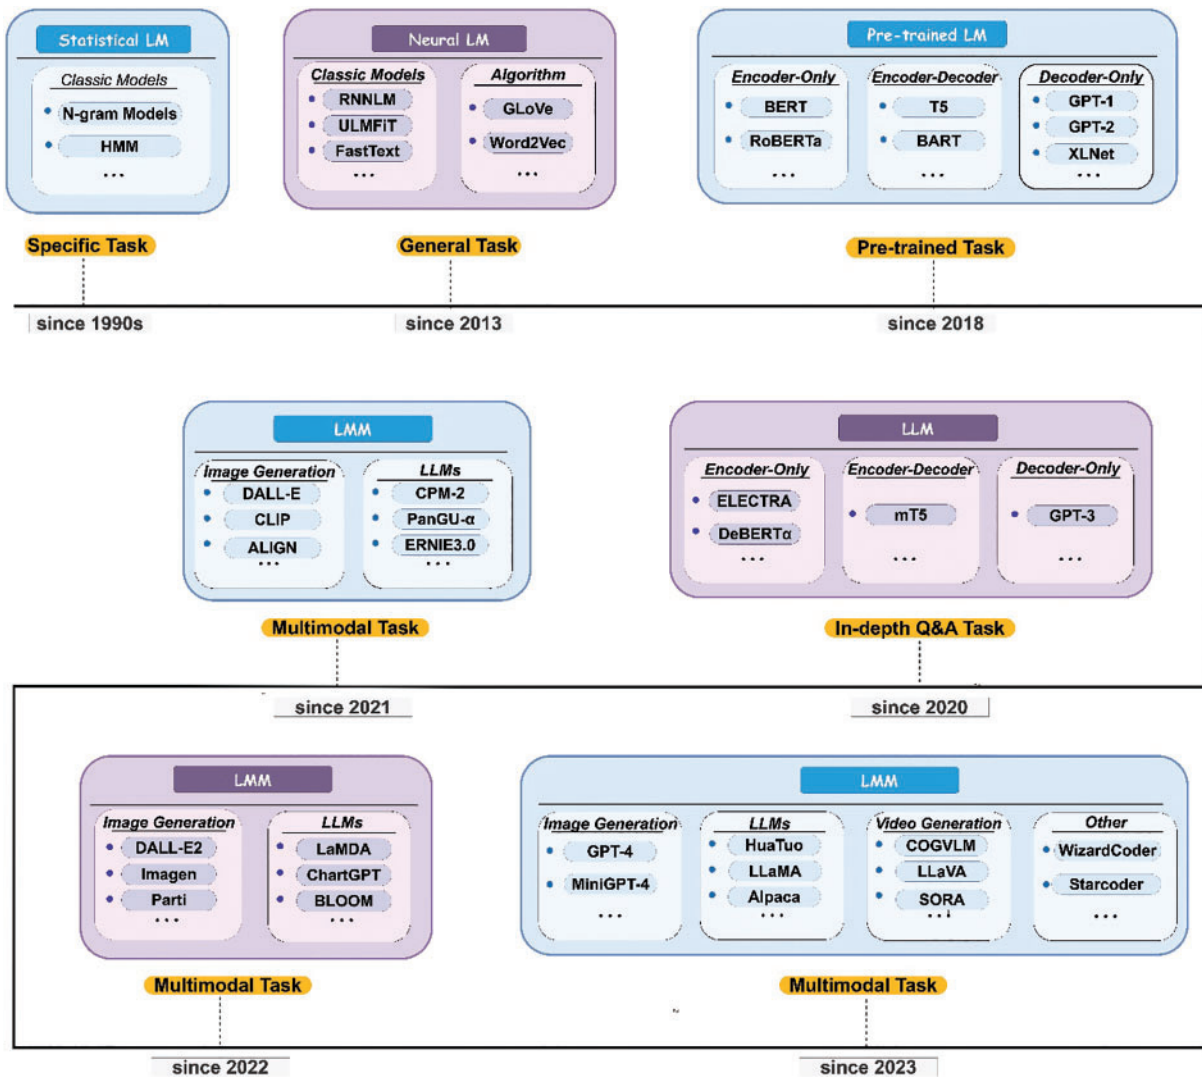 Statistical LM
Classic Models
N-gram Models
HMM
...
Specific Task
since 1990s
Neural LM
Classic Models
RNNLM
ULMFiT
FastText
...
Algorithm
GLoVe
Word2Vec
...
General Task
since 2013
Pre-trained LM
Encoder-Only
BERT
RoBERTa
...
Encoder-Decoder
T5
BART
...
Decoder-Only
GPT-1
GPT-2
XLNet
...
Pre-trained Task
since 2018
LMM
Image Generation
DALL-E
CLIP
ALIGN
...
LLMs
CPM-2
PanGU-α
ERNIE3.0
...
Multimodal Task
since 2021
LLM
Encoder-Only
ELECTRA
DeBERTα
...
Encoder-Decoder
mT5
...
Decoder-Only
GPT-3
...
In-depth Q&A Task
since 2020
LMM
Image Generation
DALL-E2
Imagen
Parti
...
LLMs
LaMDA
ChartGPT
BLOOM
...
Multimodal Task
since 2022
LMM
Image Generation
GPT-4
MiniGPT-4
...
LLMs
HuaTuo
LLaMA
Alpaca
...
Video Generation
COGVLM
LLaVA
SORA
...
Other
WizardCoder
Starcoder
...
Multimodal Task
since 2023